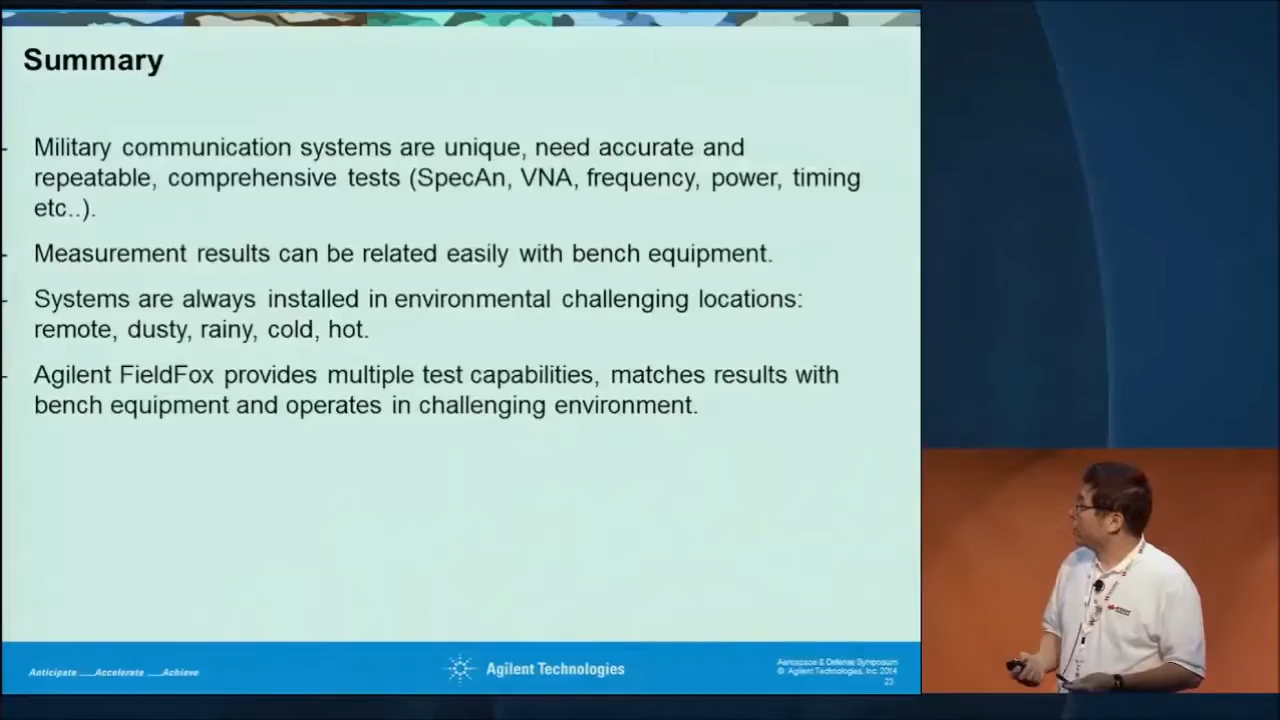 Summary
Military communication systems are unique, need accurate and
repeatable, comprehensive tests (SpecAn, VNA, frequency, power, timing
etc..).
Measurement results can be related easily with bench equipment.
Systems are always installed in environmental challenging locations:
remote, dusty, rainy, cold, hot.
Agilent FieldFox provides multiple test capabilities, matches results with
bench equipment and operates in challenging environment.
Anticipate ___Accelerate ___Achieve
Agilent Technologies
Aerospace & Defense Symposium
© Agilent Technologies, Inc. 2014
23